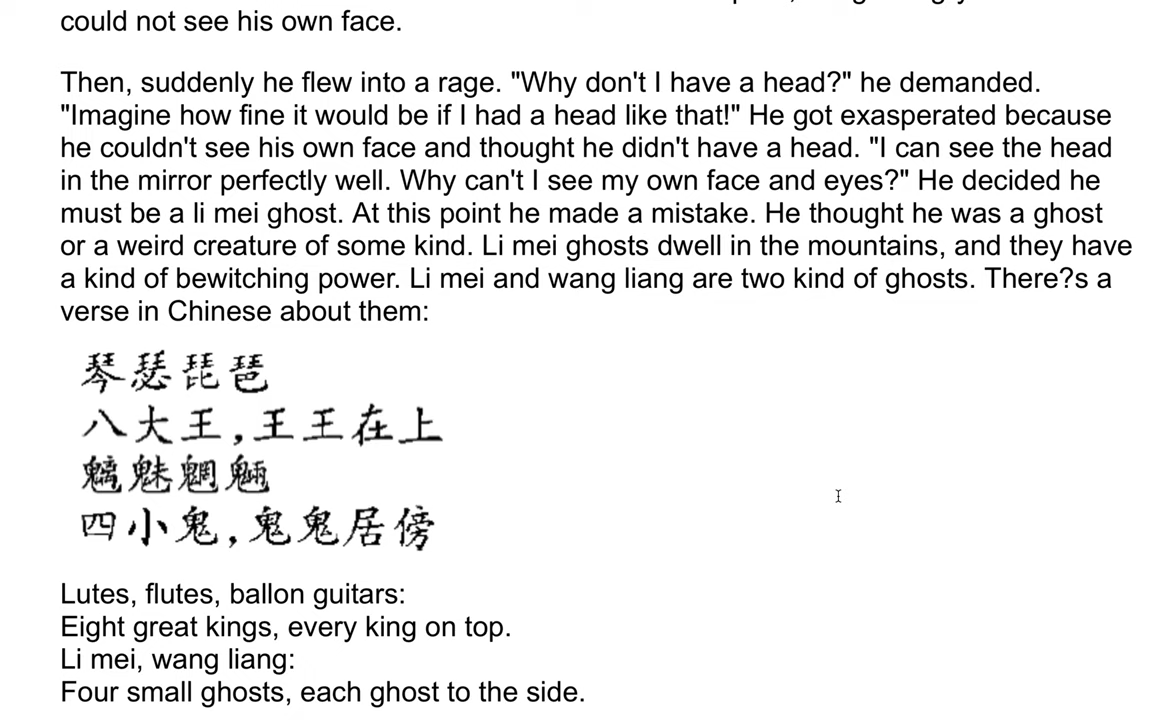 could not see his own face.
Then, suddenly he flew into a rage. "Why don't I have a head?" he demanded.
"Imagine how fine it would be if I had a head like that!" He got exasperated because
he couldn't see his own face and thought he didn't have a head. "I can see the head
in the mirror perfectly well. Why can't I see my own face and eyes?" He decided he
must be a li mei ghost. At this point he made a mistake. He thought he was a ghost
or a weird creature of some kind. Li mei ghosts dwell in the mountains, and they have
a kind of bewitching power. Li mei and wang liang are two kind of ghosts. There?s a
verse in Chinese about them:
琴瑟琵琶
八大王,王王在上
魑魅魍魎
四小鬼,鬼鬼居傍
Lutes, flutes, ballon guitars:
Eight great kings, every king on top.
Li mei, wang liang:
Four small ghosts, each ghost to the side.